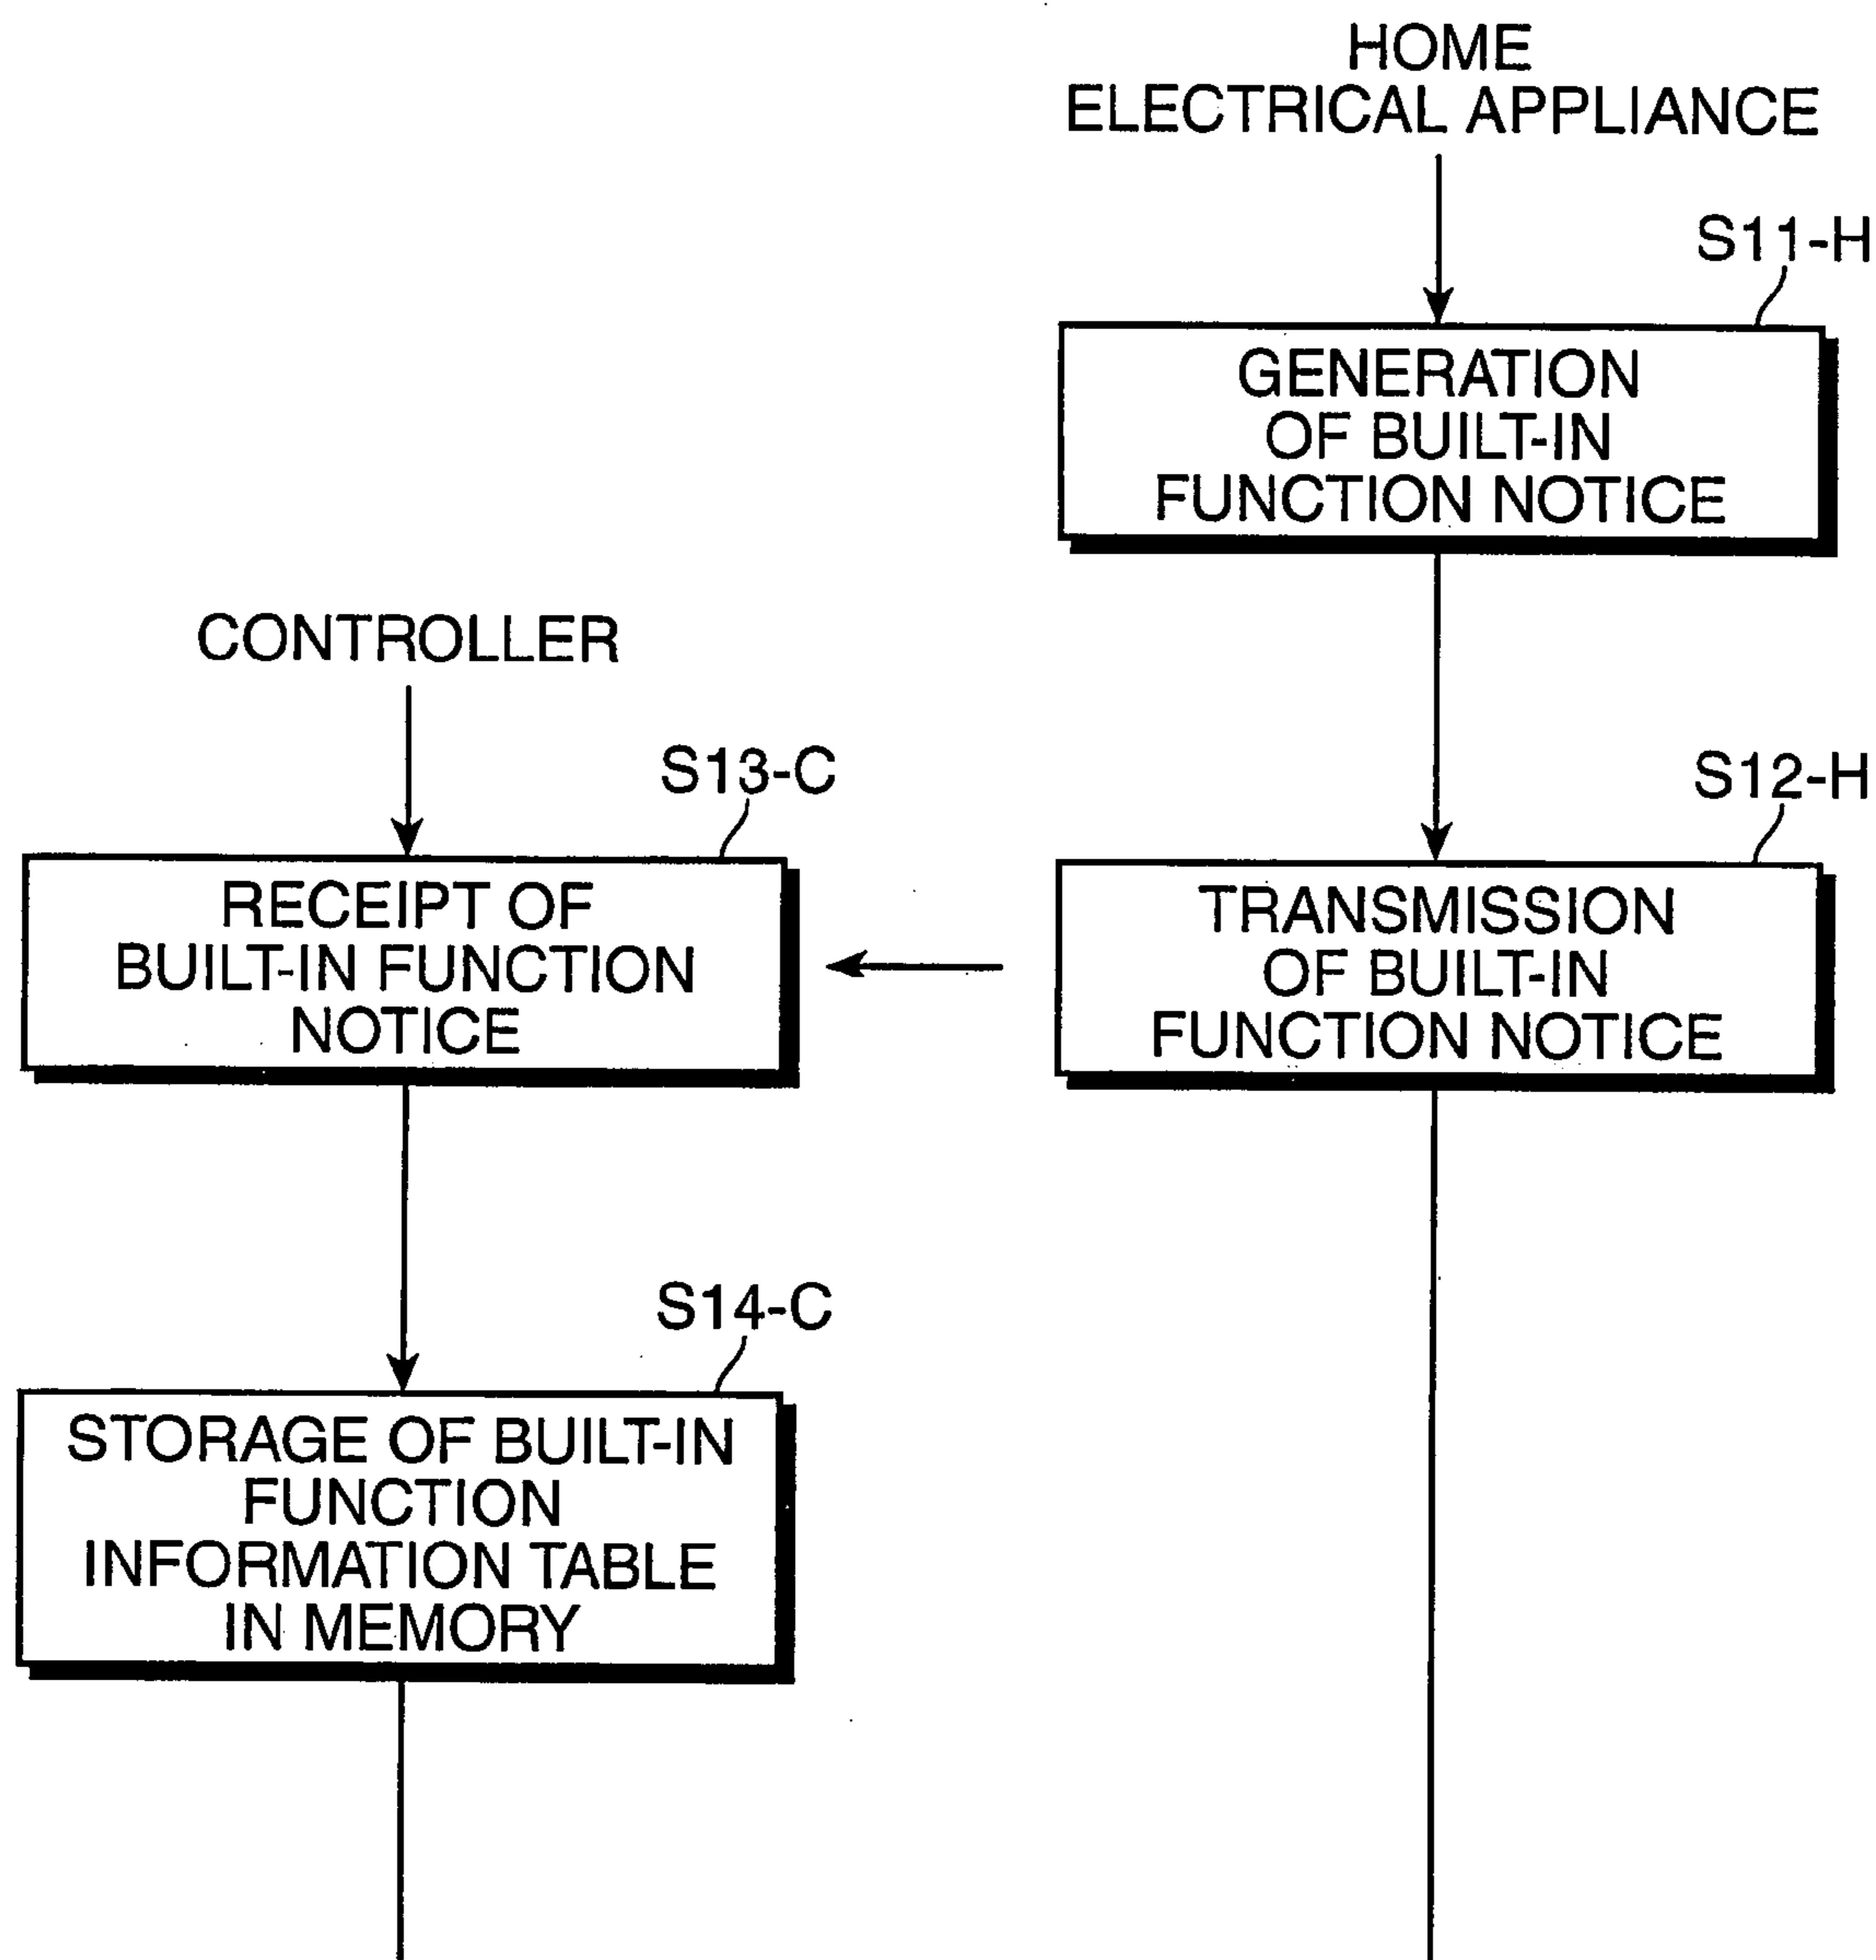 HOME
ELECTRICAL APPLIANCE
S11-H
GENERATION
OF BUILT-IN
FUNCTION NOTICE
CONTROLLER
S13-C
RECEIPT OF
BUILT-IN FUNCTION
NOTICE
S12-H
TRANSMISSION
OF BUILT-IN
FUNCTION NOTICE
S14-C
STORAGE OF BUILT-IN
FUNCTION
INFORMATION TABLE
IN MEMORY